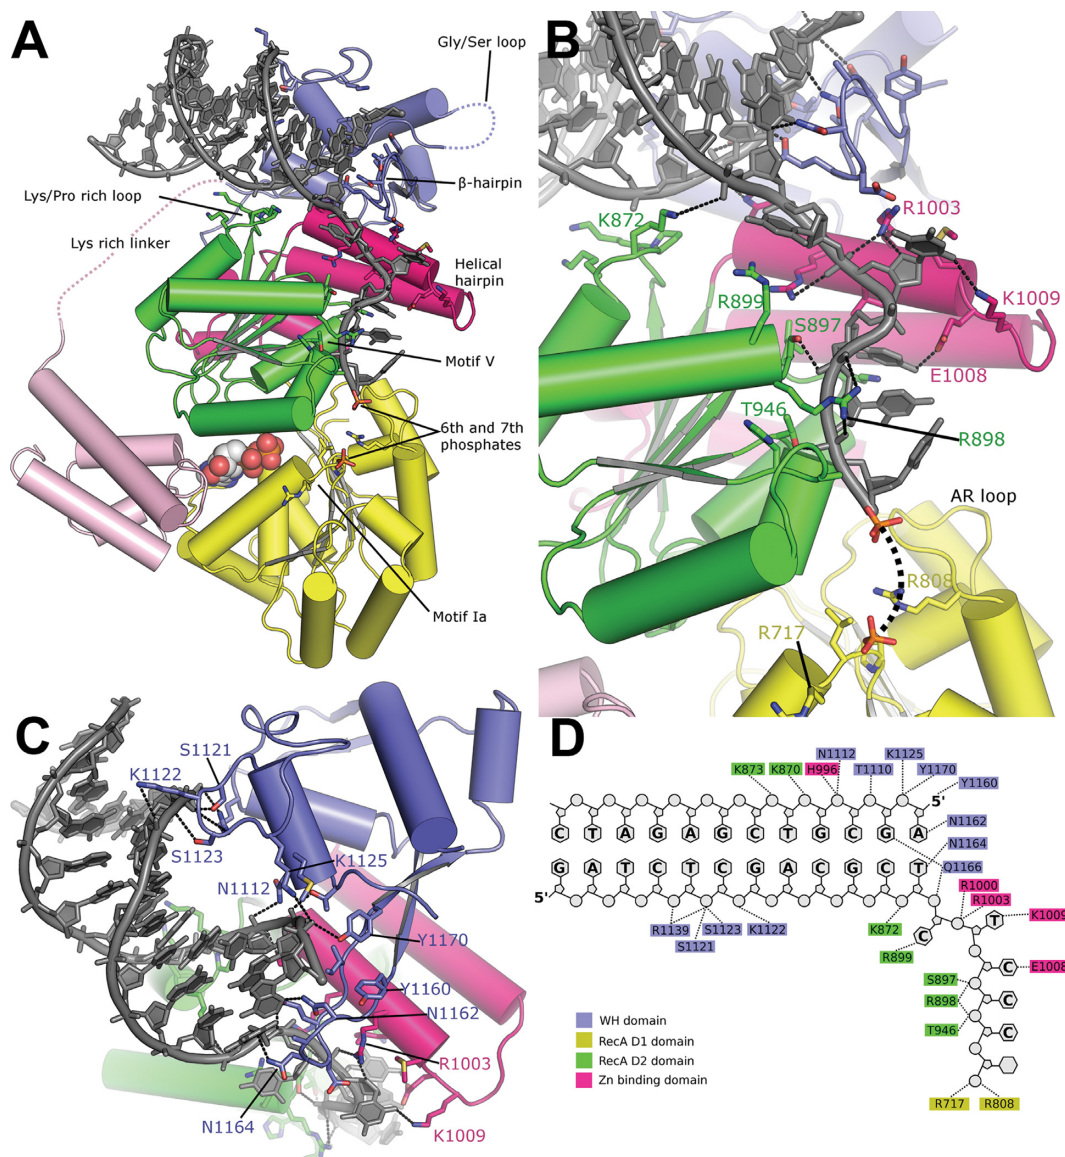 A
Gly/Ser loop
β-hairpin
Lys/Pro rich loop
Lys rich linker
Helical
hairpin
Motif V
6th and 7th
phosphates
Motif Ia
B
K872
R1003
R899
K1009
S897
E1008
T946
R898
AR loop
R808
R717
C
S1121
K1122
S1123
K1125
N1112
Y1170
Y1160
N1162
R1003
N1164
K1009
D
N1112 K1125
K873 K870 H996 T1110 Y1170
Y1160
5'
N1162
C T A G A G C T G C G A
N1164
G A T C T C G A C G C T
Q1166
5'
R1000
R1003
R1139 S1123 K1122 K872
S1121
T K1009
R899 C
C E1008
S897
C
R898
C
T946
WH domain
RecA D1 domain
RecA D2 domain
Zn binding domain
R717 R808